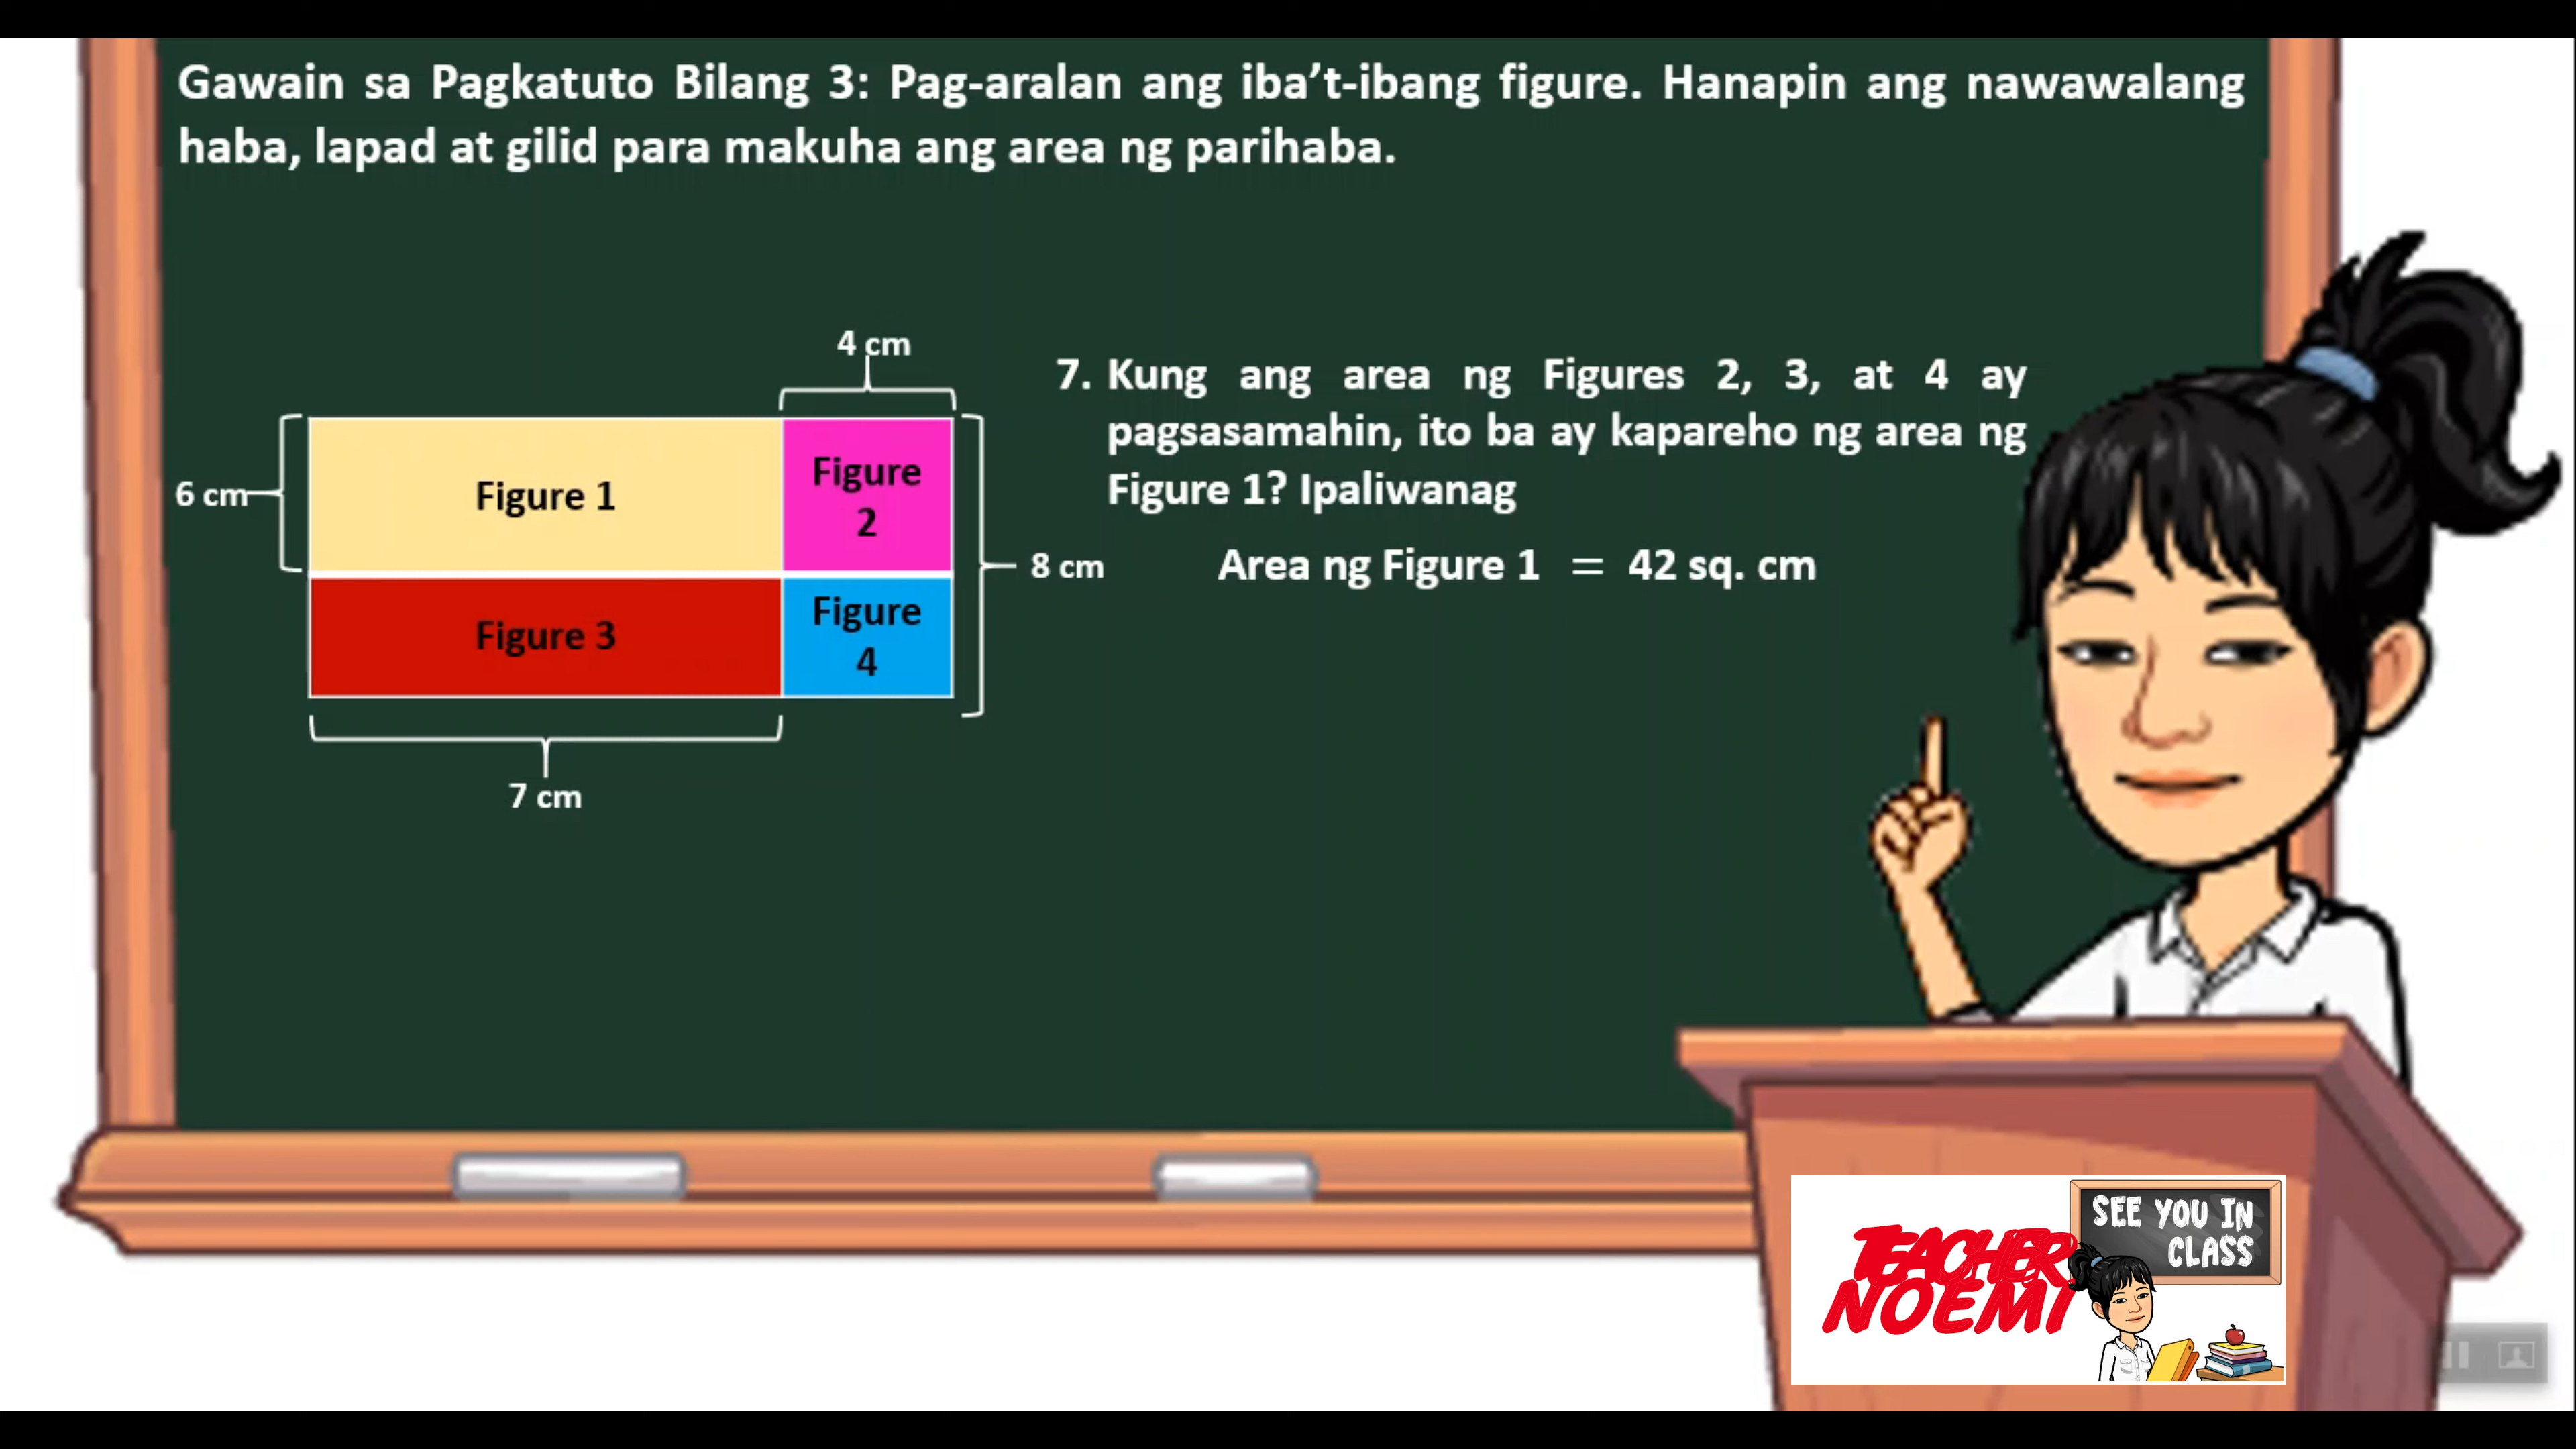 Gawain sa Pagkatuto Bilang 3: Pag-aralan ang iba't-ibang figure. Hanapin ang nawawalang
haba, lapad at gilid para makuha ang area ng parihaba.
4 cm
6 cm
Figure 1
Figure
2
Figure 3
Figure
4
8 cm
7 cm
7. Kung ang area ng Figures 2, 3, at 4 ay
pagsasamahin, ito ba ay kapareho ng area ng
Figure 1? Ipaliwanag
Area ng Figure 1 = 42 sq. cm
TEACHER
NOEMI
SEE YOU IN
CLASS